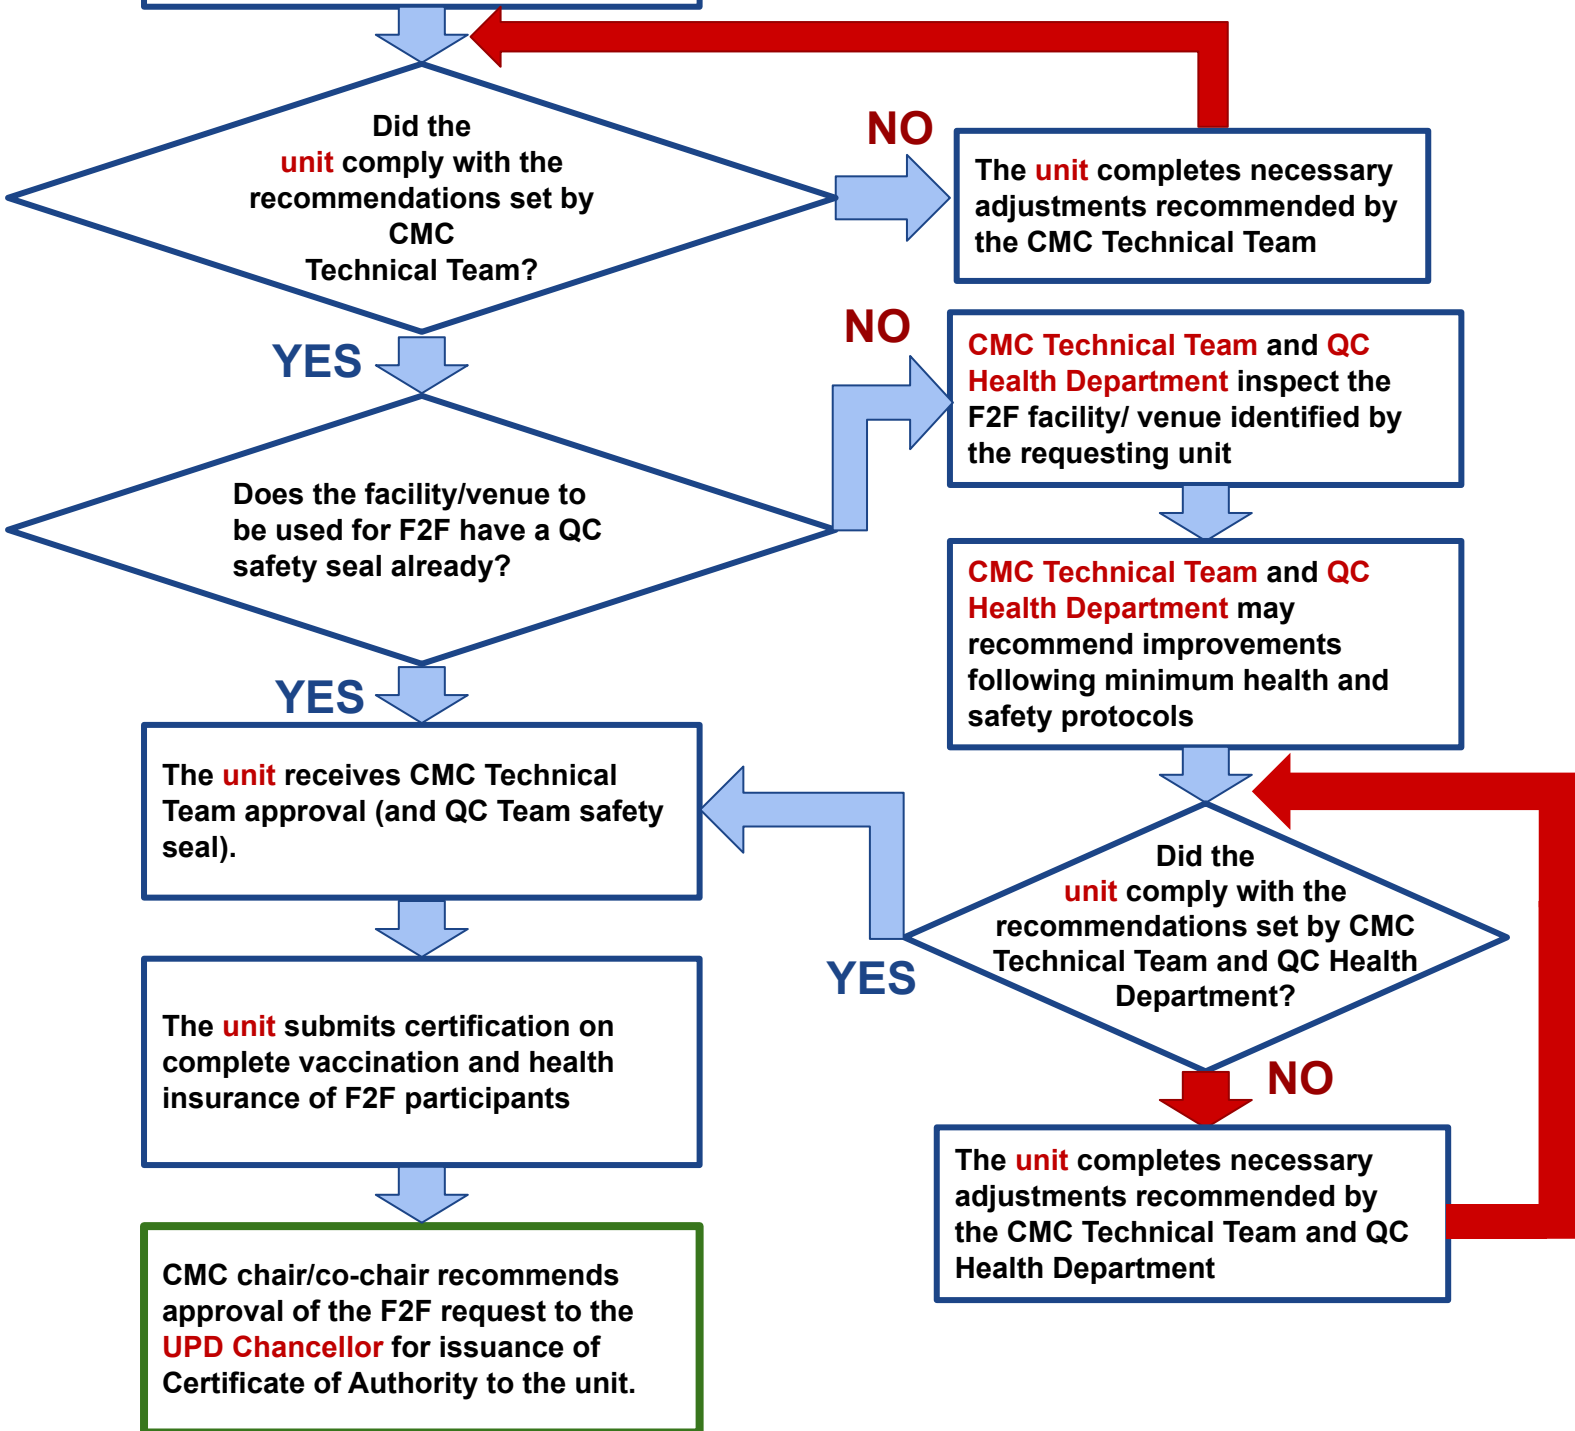 Did the
unit comply with the
recommendations set by
CMC
Technical Team?
NO
The unit completes necessary
adjustments recommended by
the CMC Technical Team
YES
Does the facility/venue to
be used for F2F have a QC
safety seal already?
NO
CMC Technical Team and QC
Health Department inspect the
F2F facility/ venue identified by
the requesting unit
CMC Technical Team and QC
Health Department may
recommend improvements
following minimum health and
safety protocols
YES
The unit receives CMC Technical
Team approval (and QC Team safety
seal).
Did the
unit comply with the
recommendations set by CMC
Technical Team and QC Health
Department?
YES
NO
The unit completes necessary
adjustments recommended by
the CMC Technical Team and QC
Health Department
The unit submits certification on
complete vaccination and health
insurance of F2F participants
CMC chair/co-chair recommends
approval of the F2F request to the
UPD Chancellor for issuance of
Certificate of Authority to the unit.